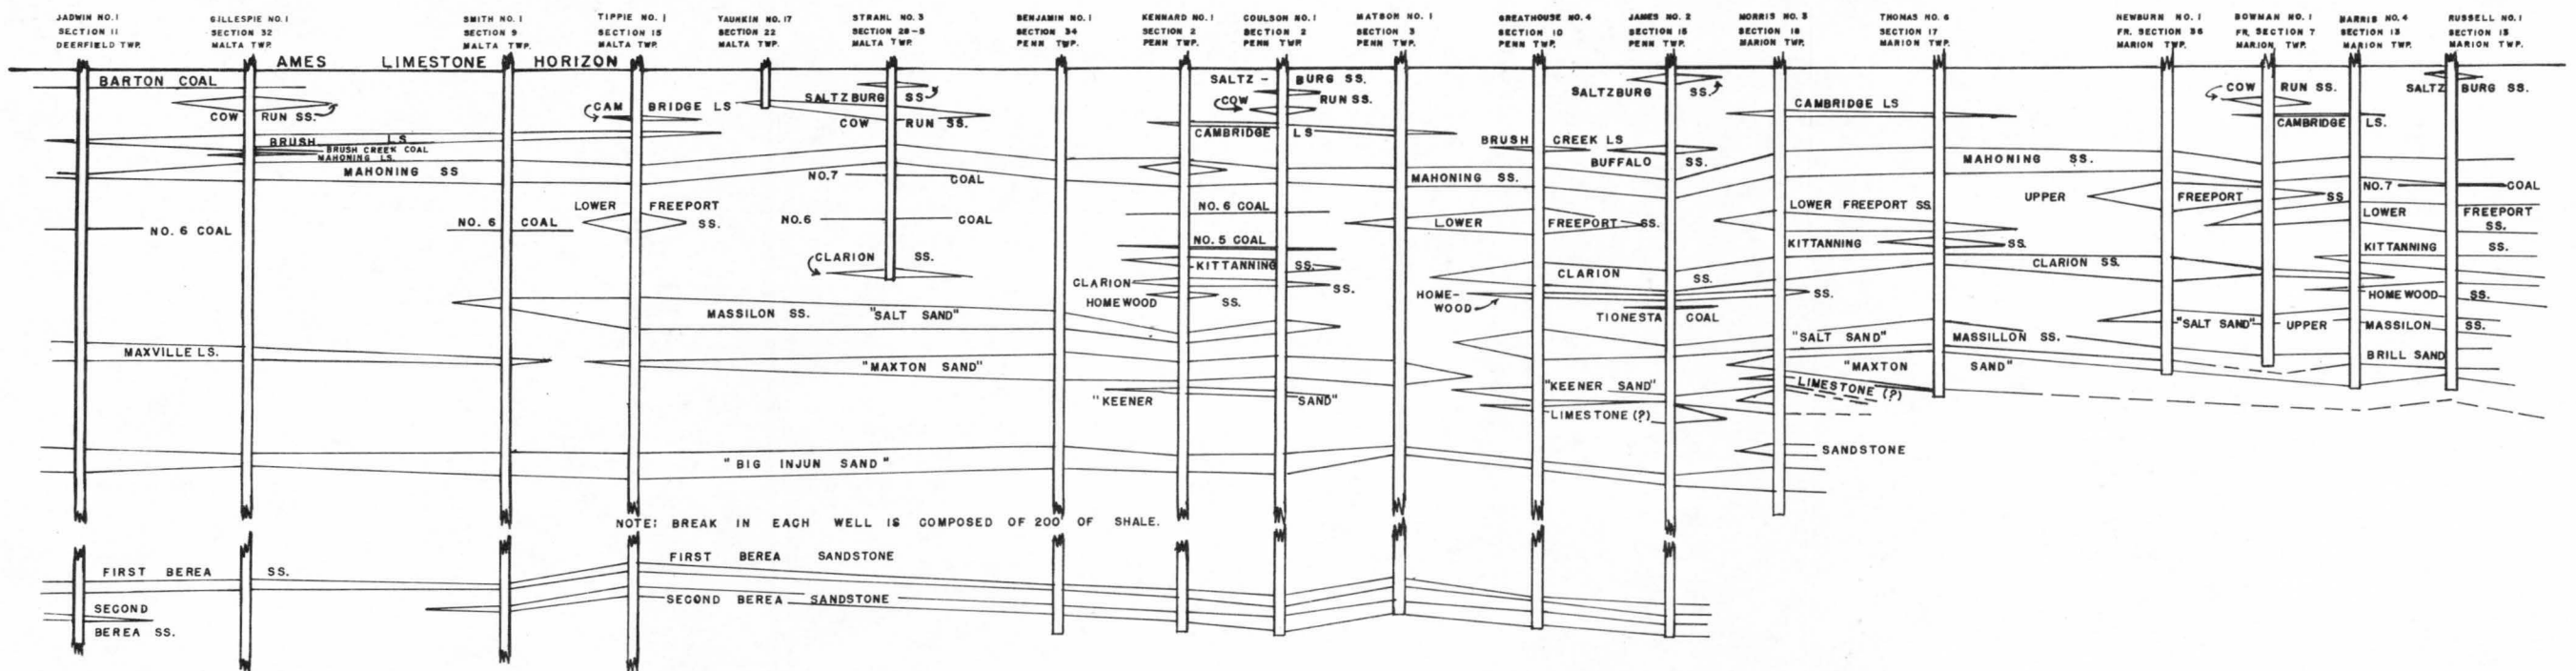 JADWIN NO.1
SECTION 11
DEERFIELD TWP.
GILLESPIE NO.1
SECTION 32
MALTA TWP.
SMITH NO.1
SECTION 9
MALTA TWP.
TIPPIE NO.1
SECTION 15
MALTA TWP.
SECTION 22
MALTA TWP.
STRAHL NO.3
SECTION 28-S
MALTA TWP.
BENJAMIN NO.1
SECTION 34
PENN TWP.
KENNARD NO.1
SECTION 2
PENN TWP.
COULSON NO.1
SECTION 2
PENN TWP.
MATSON NO.1
SECTION 3
PENN TWP.
GREATHOUSE NO.4
SECTION 10
PENN TWP.
JAMES NO.2
SECTION 15
PENN TWP.
MORRIS NO.3
SECTION 18
MARION TWP.
THOMAS NO.6
SECTION 17
MARION TWP.
NEWBURN NO.1
FR. SECTION 36
MARION TWP.
BOWMAN NO.1
FR. SECTION 7
MARION TWP.
HARRIS NO.4
SECTION 13
MARION TWP.
RUSSELL NO.1
SECTION 13
MARION TWP.
AMES LIMESTONE HORIZON
BARTON COAL
COW RUN SS.
BRUSH LS
BRUSH CREEK COAL
MAHONING LS.
MAHONING SS
NO. 6 COAL
NO. 6 COAL
CAM BRIDGE LS
LOWER FREEPORT
SS.
SALTZBURG SS
COW RUN SS.
NO.7 COAL
NO.6 COAL
CLARION SS.
MASSILON SS. "SALT SAND"
MAXVILLE LS.
"MAXTON SAND"
"BIG INJUN SAND"
SALTZ - BURG SS.
COW RUN SS.
CAMBRIDGE LS
MAHONING SS.
NO. 6 COAL
NO. 5 COAL
KITTANNING SS.
CLARION SS.
HOMEWOOD SS.
"KEENER SAND"
BRUSH CREEK LS
SALTZBURG SS.
BUFFALO SS.
LOWER FREEPORT SS.
CLARION SS.
HOME-
WOOD SS.
TIONESTA COAL
"KEENER SAND"
LIMESTONE (?)
CAMBRIDGE LS
MAHONING SS.
LOWER FREEPORT SS
KITTANNING SS.
CLARION SS.
"SALT SAND" MASSILLON SS.
"MAXTON SAND"
LIMESTONE (?)
SANDSTONE
COW RUN SS.
CAMBRIDGE LS.
SALTZ BURG SS.
UPPER FREEPORT SS
NO.7 COAL
LOWER FREEPORT
SS.
KITTANNING SS.
HOMEWOOD SS.
"SALT SAND" UPPER MASSILLON SS.
BRILL SAND
NOTE: BREAK IN EACH WELL IS COMPOSED OF 200' OF SHALE.
FIRST BEREA SS.
SECOND
BEREA SS.
FIRST BEREA SANDSTONE
SECOND BEREA SANDSTONE